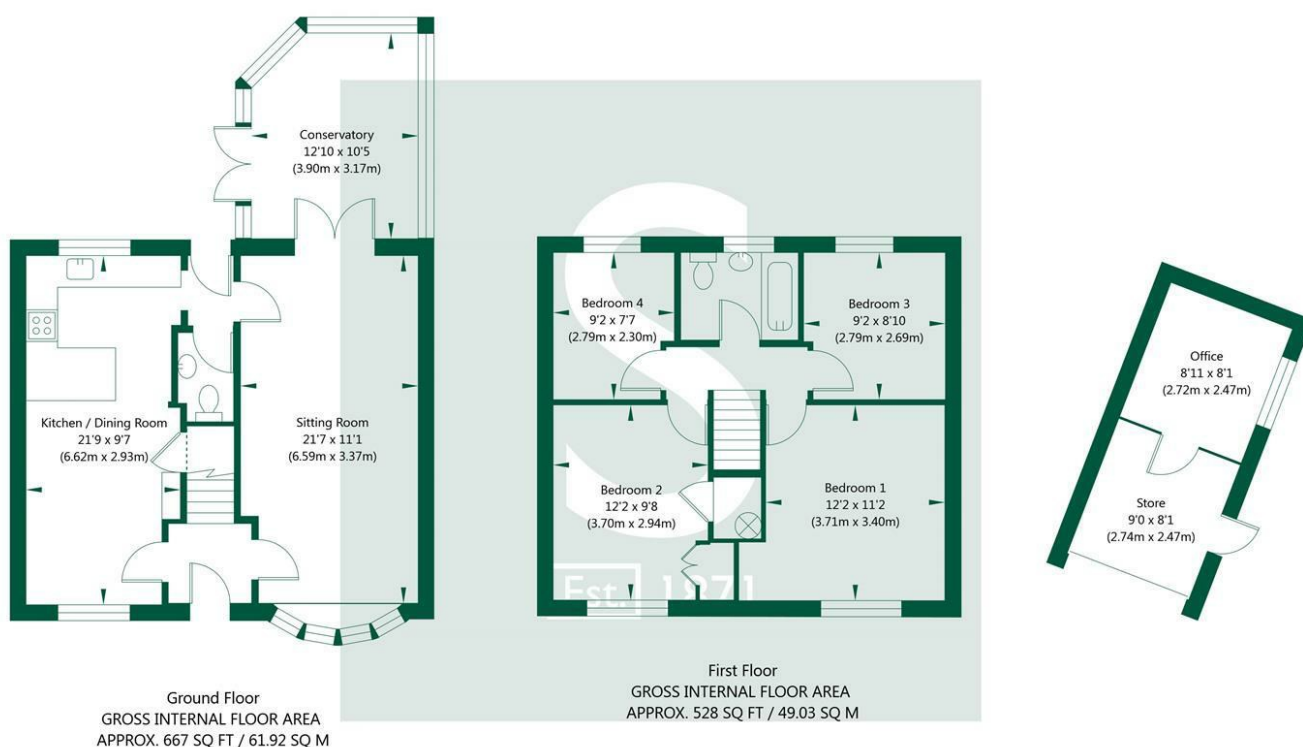 Conservatory
12'10 x 10'5
(3.90m x 3.17m)
Kitchen / Dining Room
21'9 x 9'7
(6.62m x 2.93m)
Sitting Room
21'7 x 11'1
(6.59m x 3.37m)
Ground Floor
GROSS INTERNAL FLOOR AREA
APPROX. 667 SQ FT / 61.92 SQ M
Bedroom 4
9'2 x 7'7
(2.79m x 2.30m)
Bedroom 3
9'2 x 8'10
(2.79m x 2.69m)
Bedroom 2
12'2 x 9'8
(3.70m x 2.94m)
Bedroom 1
12'2 x 11'2
(3.71m x 3.40m)
S
Est. 1871
First Floor
GROSS INTERNAL FLOOR AREA
APPROX. 528 SQ FT / 49.03 SQ M
Office
8'11 x 8'1
(2.72m x 2.47m)
Store
9'0 x 8'1
(2.74m x 2.47m)